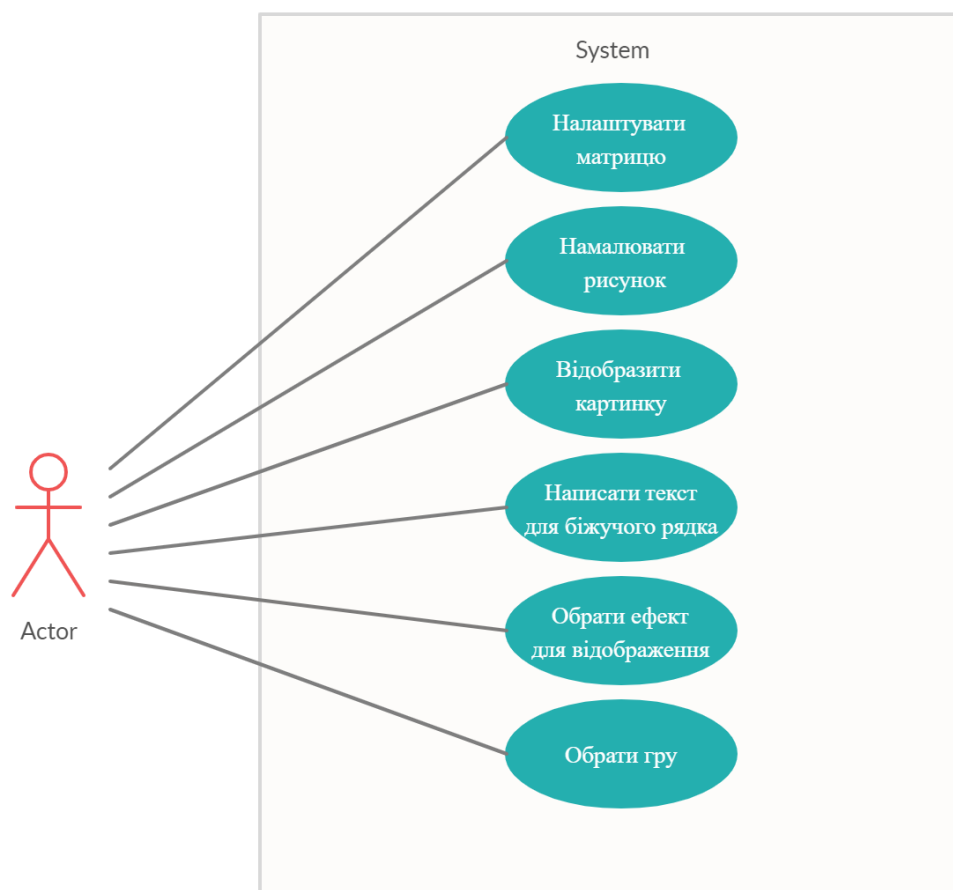 System
Налаштувати
матрицю
Намалювати
рисунок
Відобразити
картинку
Написати текст
для біжучого рядка
Обрати ефект
для відображення
Обрати гру
Actor